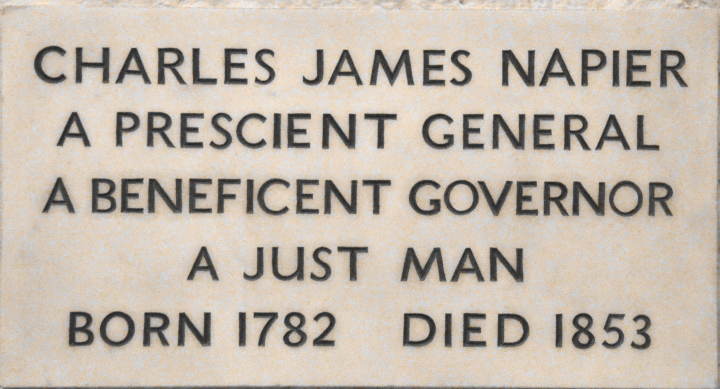 CHARLES JAMES NAPIER
A PRESCIENT GENERAL
A BENEFICENT GOVERNOR
A JUST MAN
BORN 1782 DIED 1853